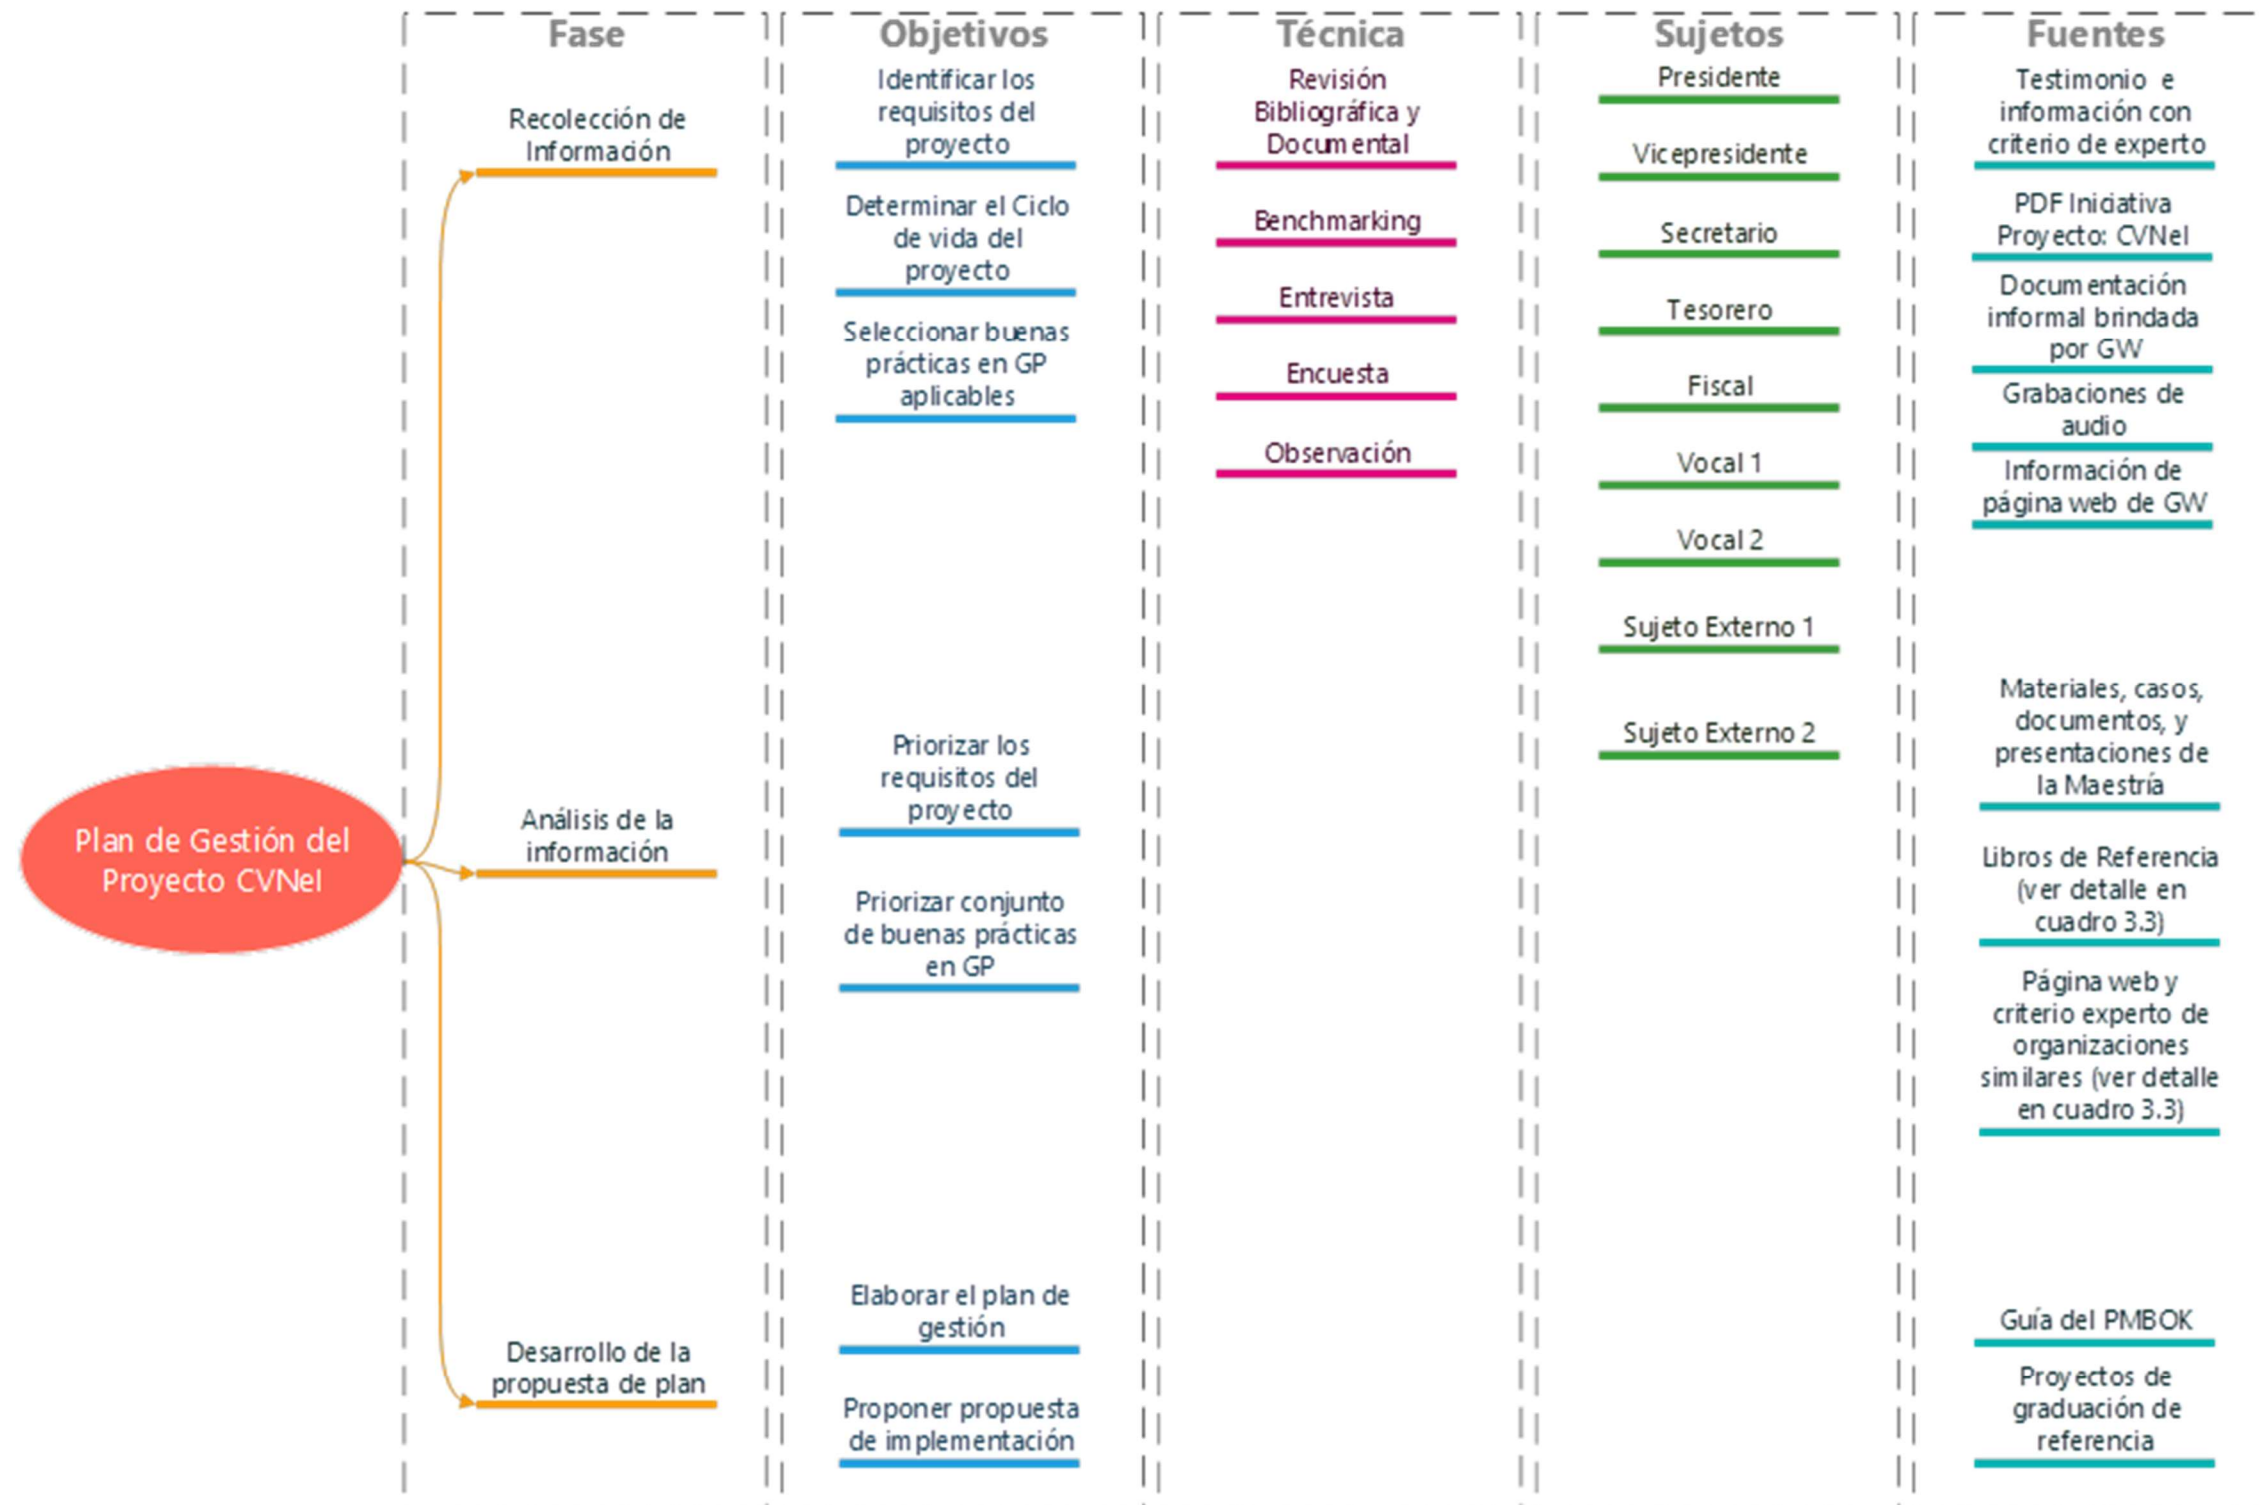 Plan de Gestión del
Proyecto CVNeI
Fase
Recolección de
Información
Análisis de la
información
Desarrollo de la
propuesta de plan
Objetivos
Identificar los
requisitos del
proyecto
Determinar el Ciclo
de vida del
proyecto
Seleccionar buenas
prácticas en GP
aplicables
Priorizar los
requisitos del
proyecto
Priorizar conjunto
de buenas prácticas
en GP
Elaborar el plan de
gestión
Proponer propuesta
de implementación
Técnica
Revisión
Bibliográfica y
Documental
Benchmarking
Entrevista
Encuesta
Observación
Sujetos
Presidente
Vicepresidente
Secretario
Tesorero
Fiscal
Vocal 1
Vocal 2
Sujeto Externo 1
Sujeto Externo 2
Fuentes
Testimonio e
información con
criterio de experto
PDF Iniciativa
Proyecto: CVNeI
Documentación
informal brindada
por GW
Grabaciones de
audio
Información de
página web de GW
Materiales, casos,
documentos, y
presentaciones de
la Maestría
Libros de Referencia
(ver detalle en
cuadro 3.3)
Página web y
criterio experto de
organizaciones
similares (ver detalle
en cuadro 3.3)
Guía del PMBOK
Proyectos de
graduación de
referencia